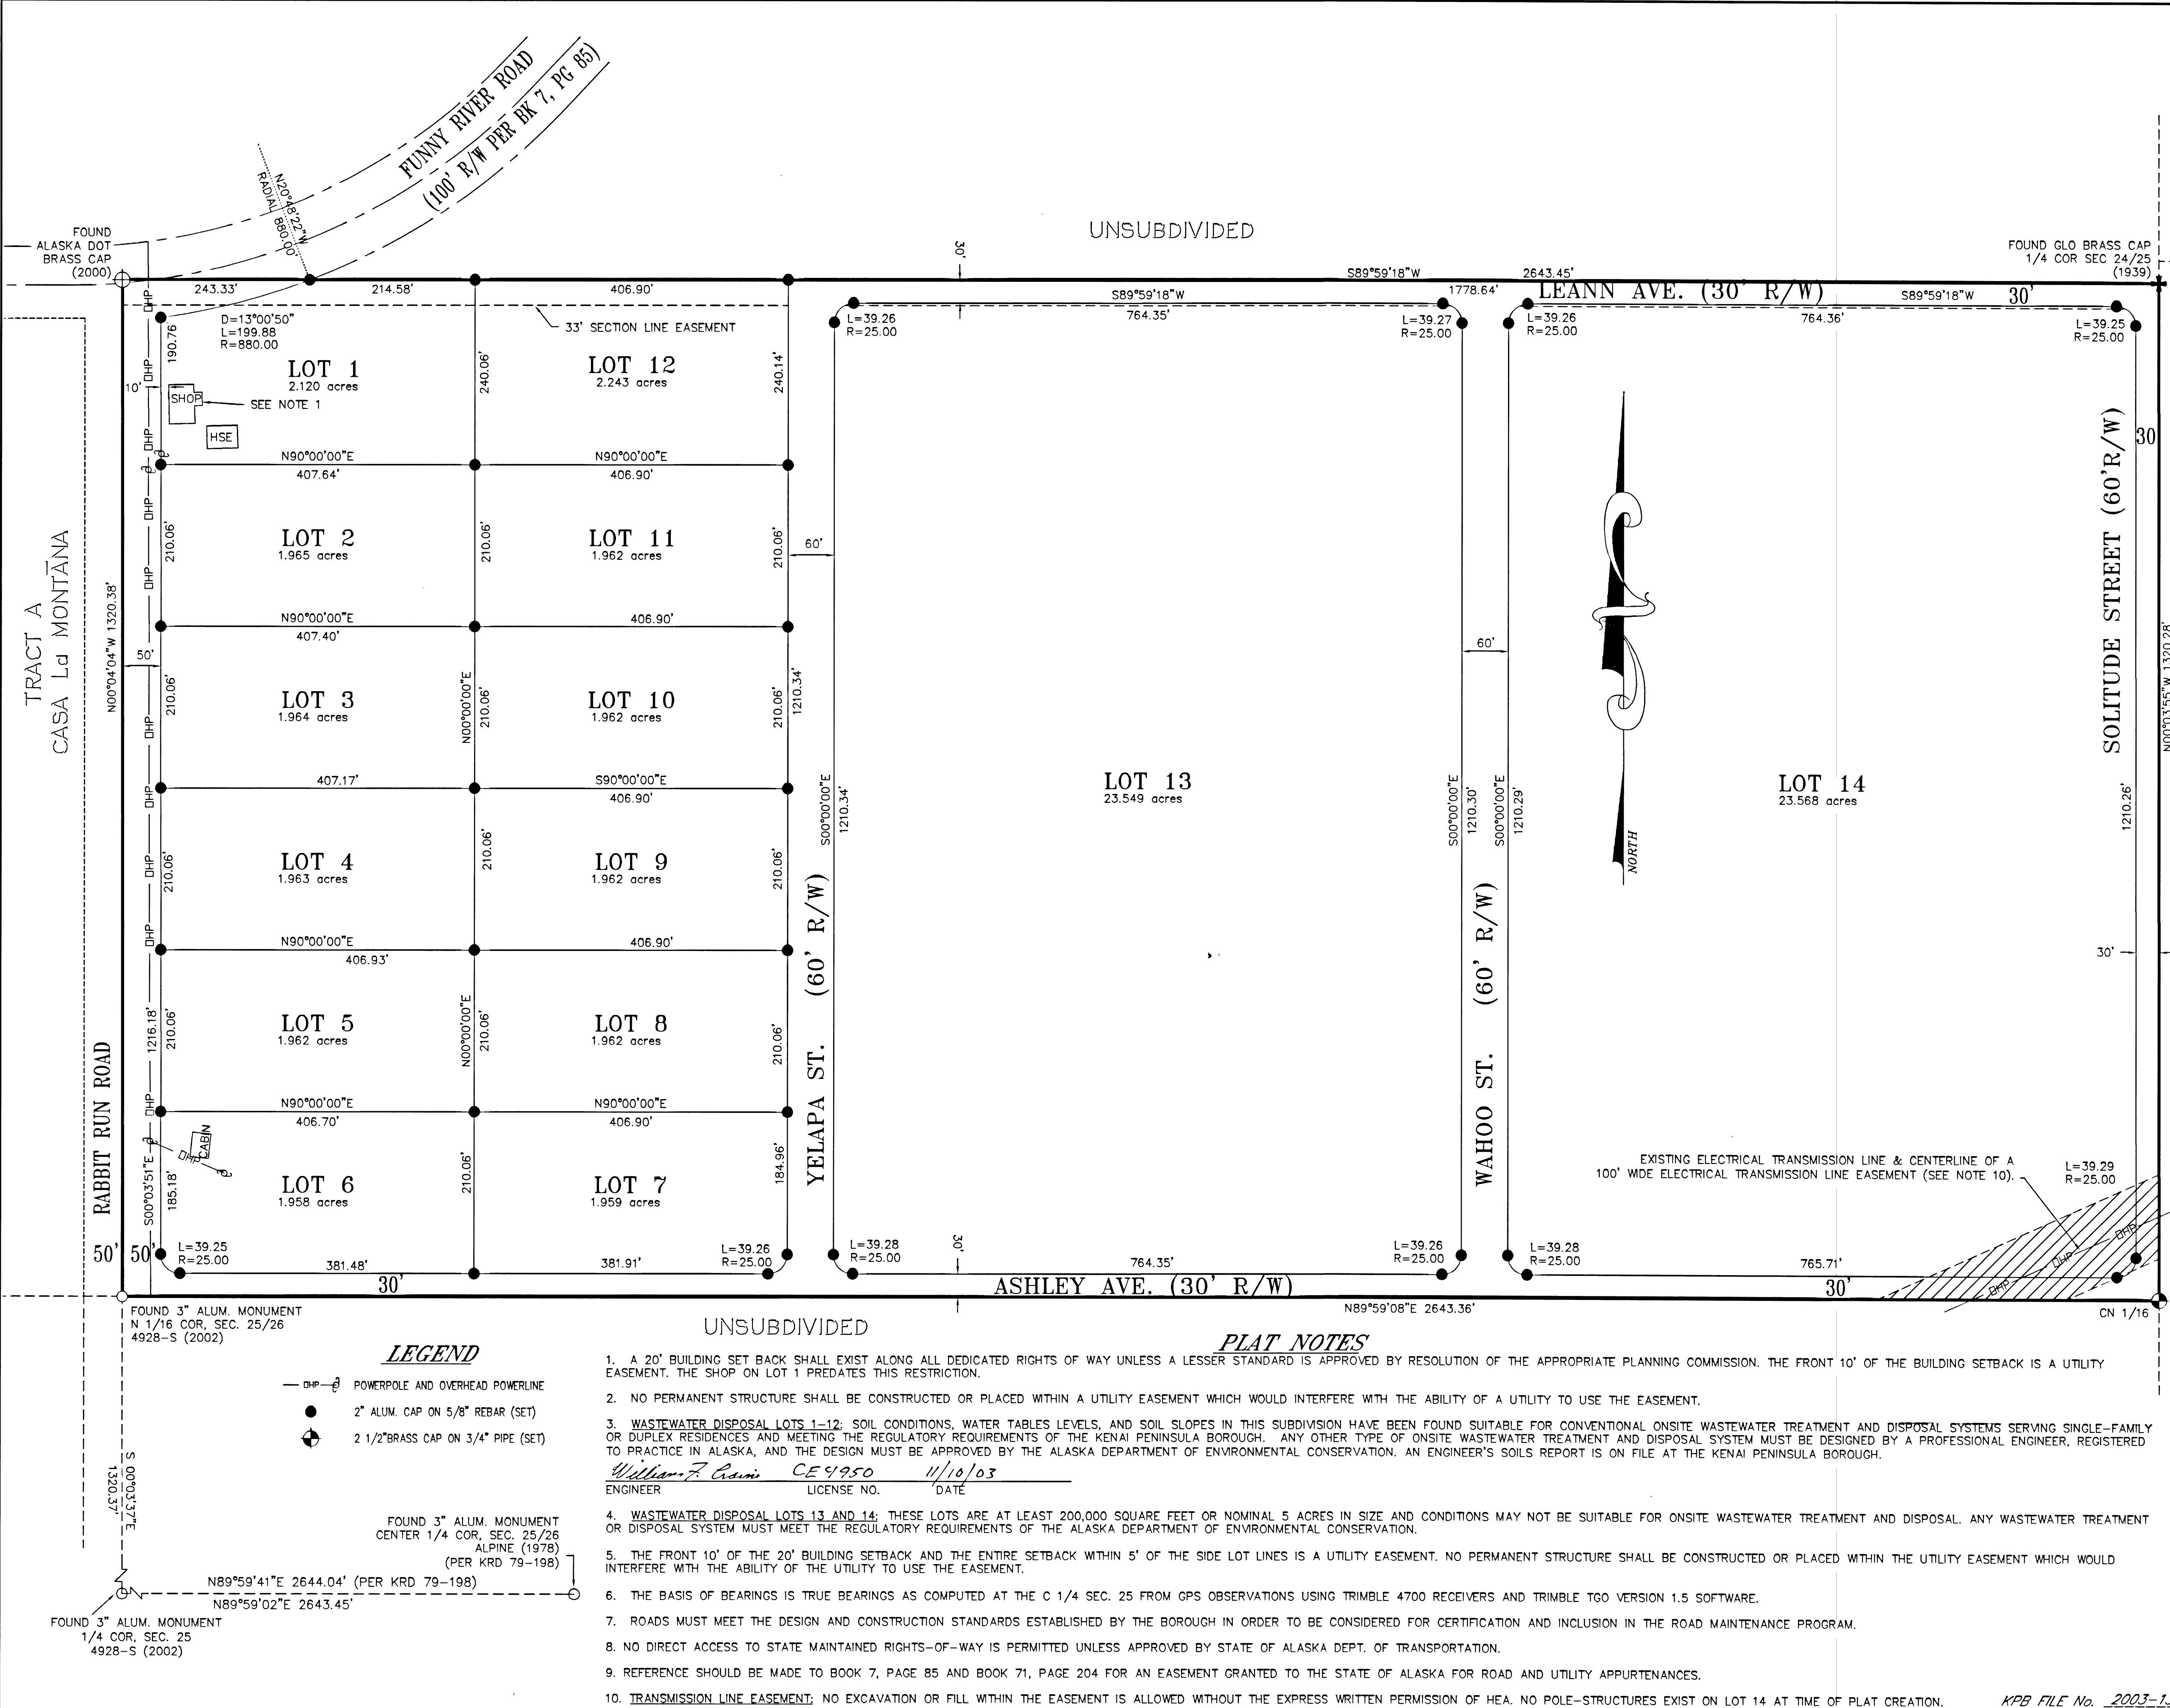 FUNNY RIVER ROAD
(100' R/W PER BK 7, PG 85)
N20°48'22"W
RADIAL 880.00'
FOUND
ALASKA DOT
BRASS CAP
(2000)
UNSUBDIVIDED
30'
FOUND GLO BRASS CAP
1/4 COR SEC 24/25
(1939)
S89°59'18"W 2643.45'
243.33' 214.58' 406.90' 1778.64'
LEANN AVE. (30' R/W)
S89°59'18"W
764.35'
S89°59'18"W 30'
764.36'
33' SECTION LINE EASEMENT
D=13°00'50"
L=199.88
R=880.00
190.76
L=39.26
R=25.00
L=39.27
R=25.00
L=39.26
R=25.00
L=39.25
R=25.00
LOT 1
2.120 acres
240.06'
LOT 12
2.243 acres
240.14'
10'
SHOP
SEE NOTE 1
HSE
OHP
OHP
OHP
OHP
OHP
OHP
OHP
OHP
OHP
OHP
N90°00'00"E
407.64'
N90°00'00"E
406.90'
210.06'
LOT 2
1.965 acres
210.06'
LOT 11
1.962 acres
210.06'
60'
N90°00'00"E
407.40'
406.90'
50'
210.06'
LOT 3
1.964 acres
N00°00'00"E
210.06'
LOT 10
1.962 acres
210.06'
1210.34'
407.17'
S90°00'00"E
406.90'
210.06'
LOT 4
1.963 acres
210.06'
LOT 9
1.962 acres
210.06'
N90°00'00"E
406.93'
406.90'
1216.18'
210.06'
LOT 5
1.962 acres
N00°00'00"E
210.06'
LOT 8
1.962 acres
210.06'
N90°00'00"E
406.70'
N90°00'00"E
406.90'
CABIN
OHP
S00°03'51"E
185.18'
LOT 6
1.958 acres
210.06'
LOT 7
1.959 acres
184.96'
L=39.25
R=25.00
381.48'
381.91'
L=39.26
R=25.00
TRACT A
CASA La MONTANA
N00°04'04"W 1320.38'
RABBIT RUN ROAD
50' 50'
30'
YELAPA ST. (60' R/W)
S00°00'00"E
1210.34'
LOT 13
23.549 acres
S00°00'00"E
1210.30'
60'
WAHOO ST. (60' R/W)
S00°00'00"E
1210.29'
NORTH
LOT 14
23.568 acres
SOLITUDE STREET (60'R/W)
30
1210.26'
N00°03'55"W 1320.28'
30'
EXISTING ELECTRICAL TRANSMISSION LINE & CENTERLINE OF A
100' WIDE ELECTRICAL TRANSMISSION LINE EASEMENT (SEE NOTE 10).
L=39.29
R=25.00
OHP
OHP
OHP
L=39.28
R=25.00
30'
764.35'
L=39.26
R=25.00
L=39.28
R=25.00
765.71'
30'
ASHLEY AVE. (30' R/W)
N89°59'08"E 2643.36'
CN 1/16
FOUND 3" ALUM. MONUMENT
N 1/16 COR, SEC. 25/26
4928-S (2002)
UNSUBDIVIDED
LEGEND
OHP POWERPOLE AND OVERHEAD POWERLINE
2" ALUM. CAP ON 5/8" REBAR (SET)
2 1/2"BRASS CAP ON 3/4" PIPE (SET)
S 00°03'37"E
1320.37'
FOUND 3" ALUM. MONUMENT
CENTER 1/4 COR, SEC. 25/26
ALPINE (1978)
(PER KRD 79-198)
N89°59'41"E 2644.04' (PER KRD 79-198)
N89°59'02"E 2643.45'
FOUND 3" ALUM. MONUMENT
1/4 COR, SEC. 25
4928-S (2002)
PLAT NOTES
1. A 20' BUILDING SET BACK SHALL EXIST ALONG ALL DEDICATED RIGHTS OF WAY UNLESS A LESSER STANDARD IS APPROVED BY RESOLUTION OF THE APPROPRIATE PLANNING COMMISSION. THE FRONT 10' OF THE BUILDING SETBACK IS A UTILITY
EASEMENT. THE SHOP ON LOT 1 PREDATES THIS RESTRICTION.
2. NO PERMANENT STRUCTURE SHALL BE CONSTRUCTED OR PLACED WITHIN A UTILITY EASEMENT WHICH WOULD INTERFERE WITH THE ABILITY OF A UTILITY TO USE THE EASEMENT.
3. WASTEWATER DISPOSAL LOTS 1-12; SOIL CONDITIONS, WATER TABLES LEVELS, AND SOIL SLOPES IN THIS SUBDIVISION HAVE BEEN FOUND SUITABLE FOR CONVENTIONAL ONSITE WASTEWATER TREATMENT AND DISPOSAL SYSTEMS SERVING SINGLE-FAMILY
OR DUPLEX RESIDENCES AND MEETING THE REGULATORY REQUIREMENTS OF THE KENAI PENINSULA BOROUGH. ANY OTHER TYPE OF ONSITE WASTEWATER TREATMENT AND DISPOSAL SYSTEM MUST BE DESIGNED BY A PROFESSIONAL ENGINEER, REGISTERED
TO PRACTICE IN ALASKA, AND THE DESIGN MUST BE APPROVED BY THE ALASKA DEPARTMENT OF ENVIRONMENTAL CONSERVATION. AN ENGINEER'S SOILS REPORT IS ON FILE AT THE KENAI PENINSULA BOROUGH.
William F. CE4950 11/10/03
ENGINEER LICENSE NO. DATE
4. WASTEWATER DISPOSAL LOTS 13 AND 14; THESE LOTS ARE AT LEAST 200,000 SQUARE FEET OR NOMINAL 5 ACRES IN SIZE AND CONDITIONS MAY NOT BE SUITABLE FOR ONSITE WASTEWATER TREATMENT AND DISPOSAL. ANY WASTEWATER TREATMENT
OR DISPOSAL SYSTEM MUST MEET THE REGULATORY REQUIREMENTS OF THE ALASKA DEPARTMENT OF ENVIRONMENTAL CONSERVATION.
5. THE FRONT 10' OF THE 20' BUILDING SETBACK AND THE ENTIRE SETBACK WITHIN 5' OF THE SIDE LOT LINES IS A UTILITY EASEMENT. NO PERMANENT STRUCTURE SHALL BE CONSTRUCTED OR PLACED WITHIN THE UTILITY EASEMENT WHICH WOULD
INTERFERE WITH THE ABILITY OF THE UTILITY TO USE THE EASEMENT.
6. THE BASIS OF BEARINGS IS TRUE BEARINGS AS COMPUTED AT THE C 1/4 SEC. 25 FROM GPS OBSERVATIONS USING TRIMBLE 4700 RECEIVERS AND TRIMBLE TGO VERSION 1.5 SOFTWARE.
7. ROADS MUST MEET THE DESIGN AND CONSTRUCTION STANDARDS ESTABLISHED BY THE BOROUGH IN ORDER TO BE CONSIDERED FOR CERTIFICATION AND INCLUSION IN THE ROAD MAINTENANCE PROGRAM.
8. NO DIRECT ACCESS TO STATE MAINTAINED RIGHTS-OF-WAY IS PERMITTED UNLESS APPROVED BY STATE OF ALASKA DEPT. OF TRANSPORTATION.
9. REFERENCE SHOULD BE MADE TO BOOK 7, PAGE 85 AND BOOK 71, PAGE 204 FOR AN EASEMENT GRANTED TO THE STATE OF ALASKA FOR ROAD AND UTILITY APPURTENANCES.
10. TRANSMISSION LINE EASEMENT; NO EXCAVATION OR FILL WITHIN THE EASEMENT IS ALLOWED WITHOUT THE EXPRESS WRITTEN PERMISSION OF HEA. NO POLE-STRUCTURES EXIST ON LOT 14 AT TIME OF PLAT CREATION.
KPB FILE No. 2003-1